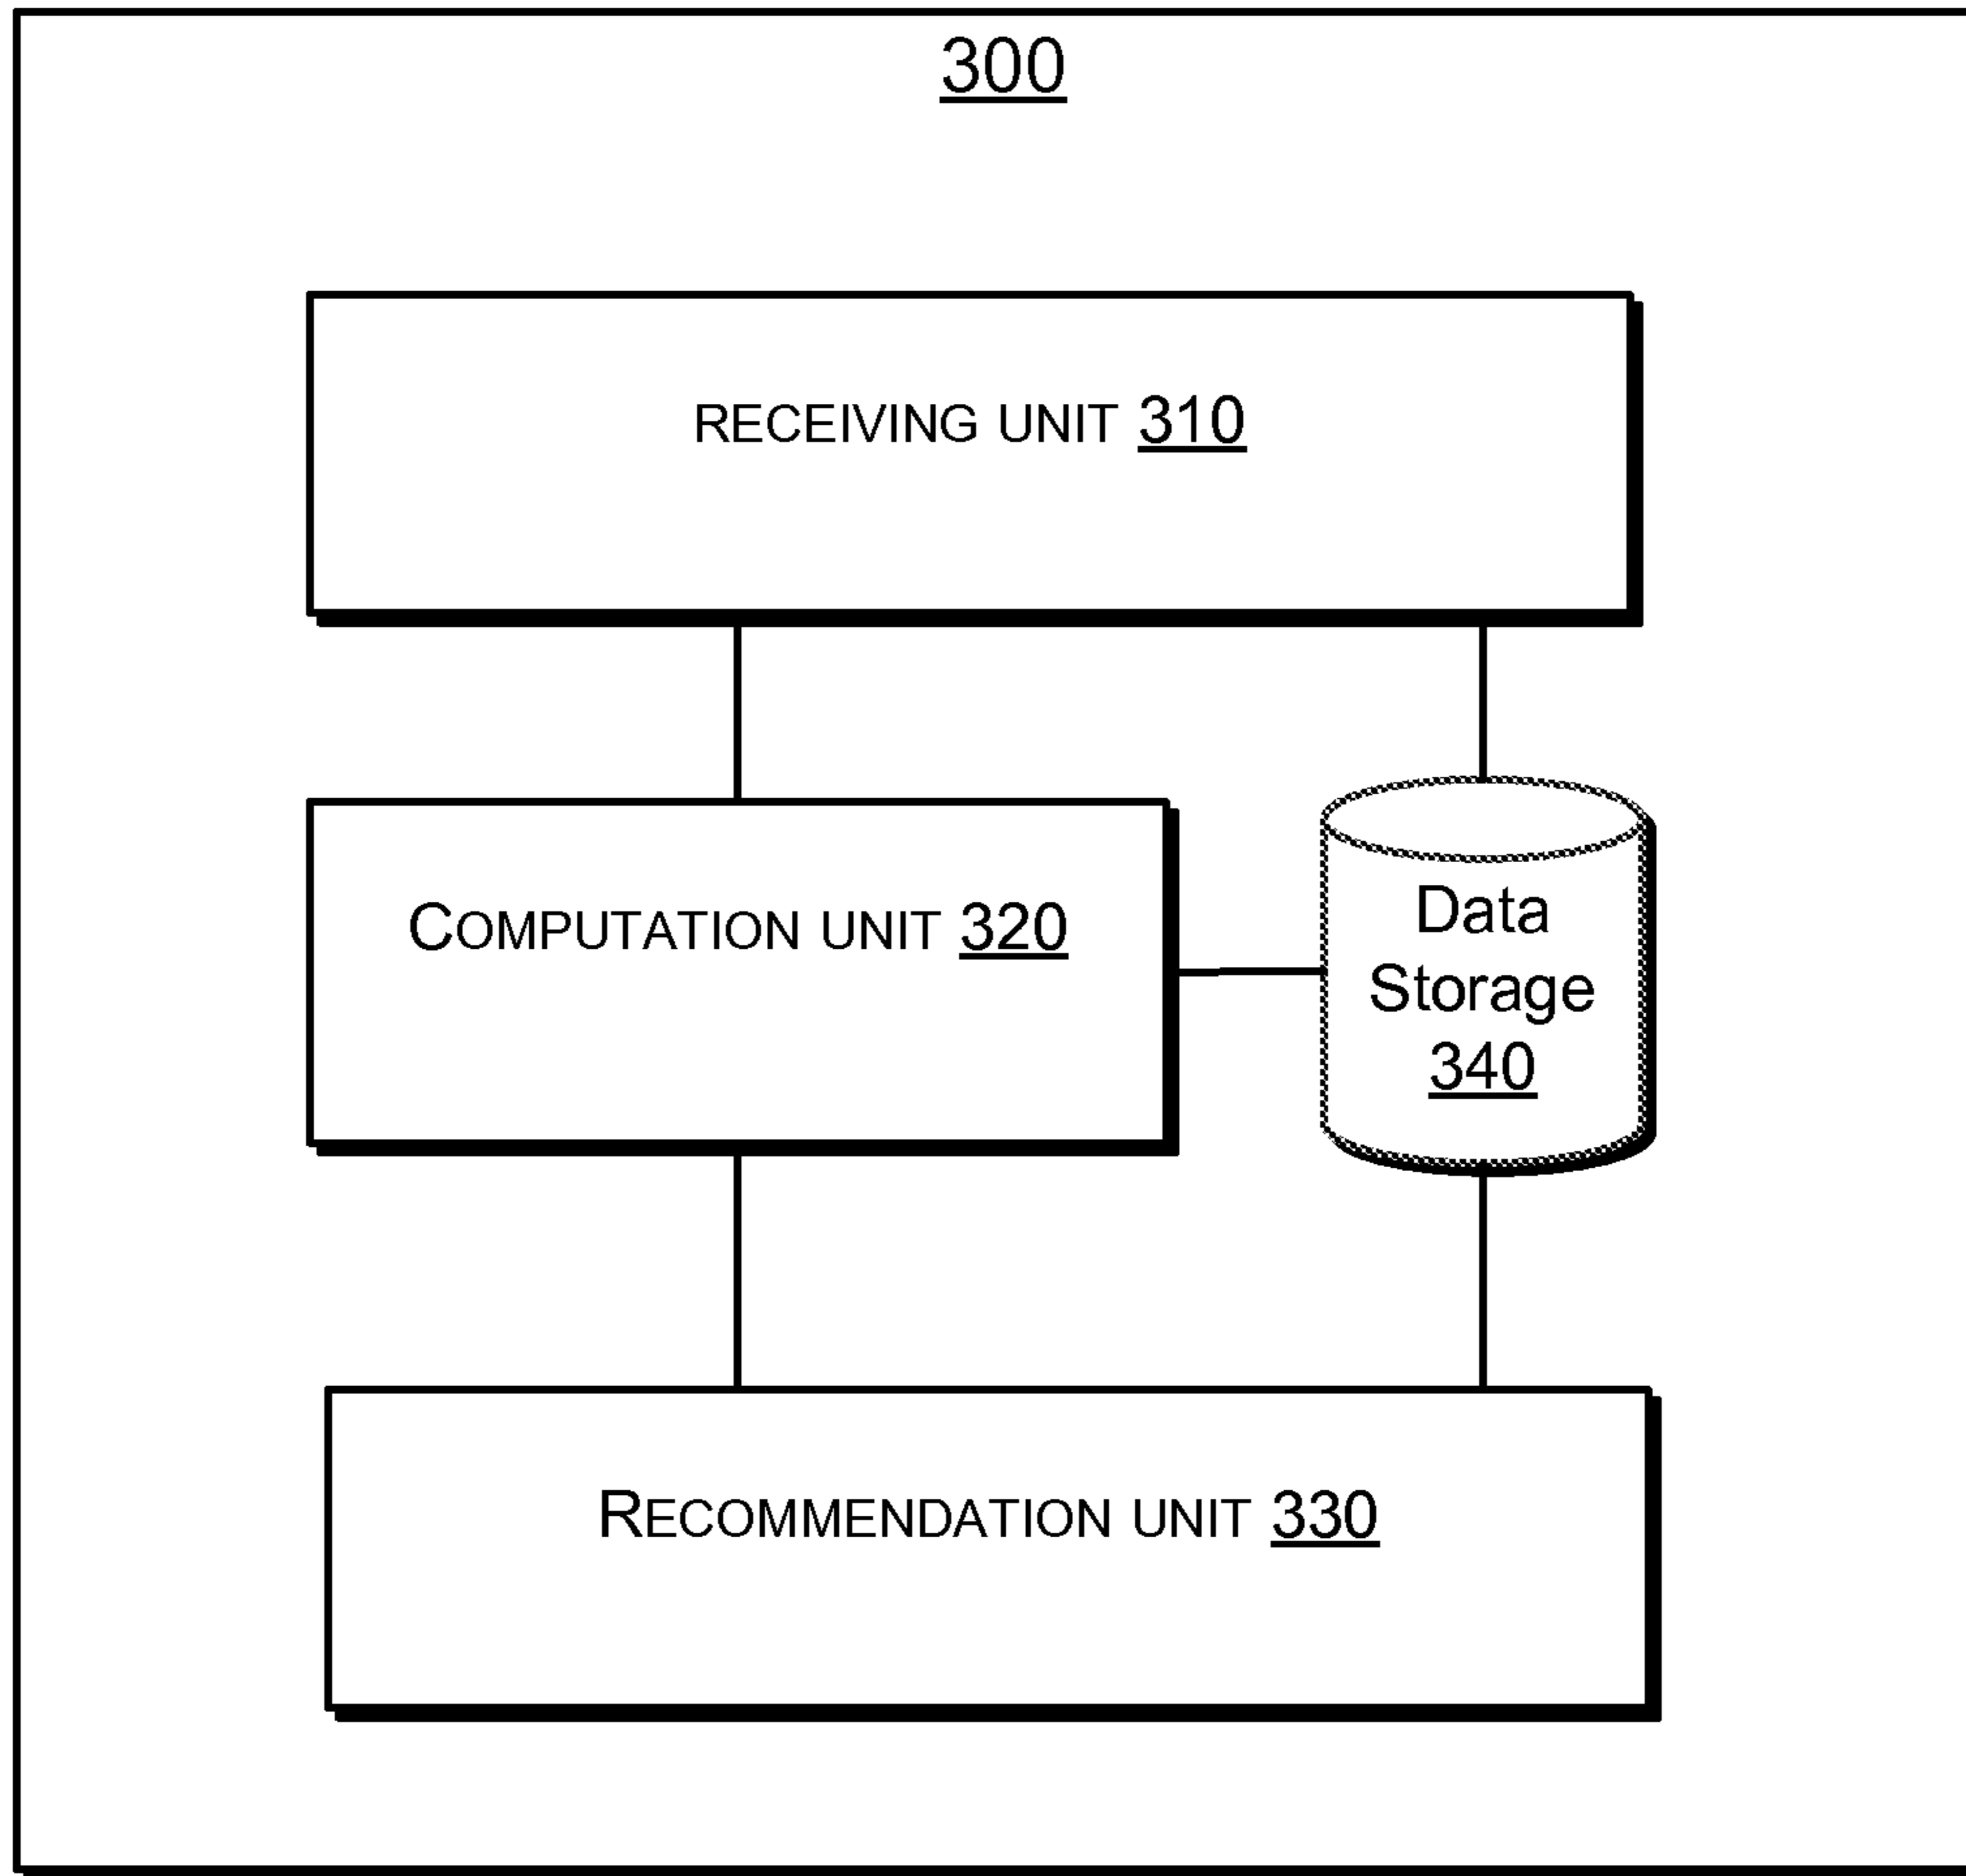 300
RECEIVING UNIT 310
COMPUTATION UNIT 320
Data
Storage
340
RECOMMENDATION UNIT 330